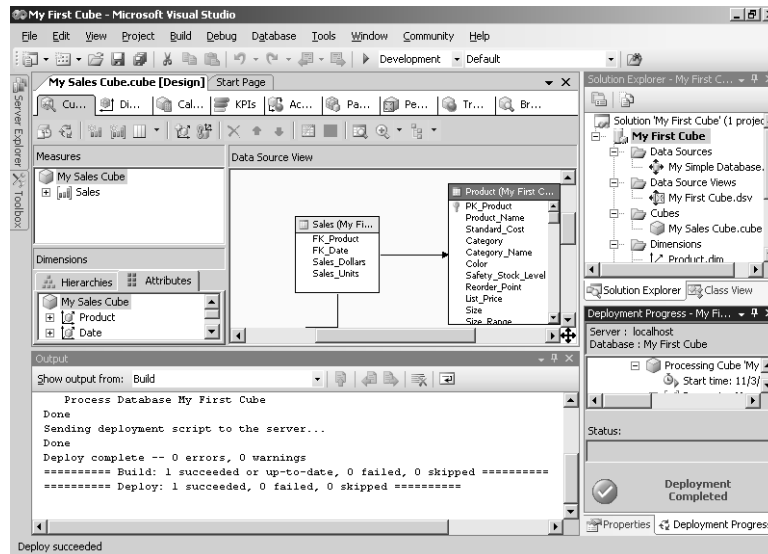 My First Cube - Microsoft Visual Studio
File Edit View Project Build Debug Database Tools Window Community Help
Development Default
My Sales Cube.cube [Design] Start Page
Cu... Di... Cal... KPIs Ac... Pa... Pe... Tr... Br...
Server Explorer
Toolbox
Measures
My Sales Cube
Sales
Dimensions
Hierarchies Attributes
My Sales Cube
Product
Date
Data Source View
Sales (My Fi...
FK_Product
FK_Date
Sales_Dollars
Sales_Units
Product (My First C...
PK_Product
Product_Name
Standard_Cost
Category
Category_Name
Color
Safety_Stock_Level
Reorder_Point
List_Price
Size
Size_Range
Output
Show output from: Build
Process Database My First Cube
Done
Sending deployment script to the server...
Done
Deploy complete -- 0 errors, 0 warnings
========== Build: 1 succeeded or up-to-date, 0 failed, 0 skipped ==========
========== Deploy: 1 succeeded, 0 failed, 0 skipped ==========
Solution Explorer - My First C...
Solution 'My First Cube' (1 projec
My First Cube
Data Sources
My Simple Database.
Data Source Views
My First Cube.dsv
Cubes
My Sales Cube.cube
Dimensions
Product.dim
Solution Explorer Class View
Deployment Progress - My Fi...
Server : localhost
Database : My First Cube
Processing Cube 'My
Start time: 11/3/
Status:
Deployment
Completed
Properties Deployment Progress
Deploy succeeded